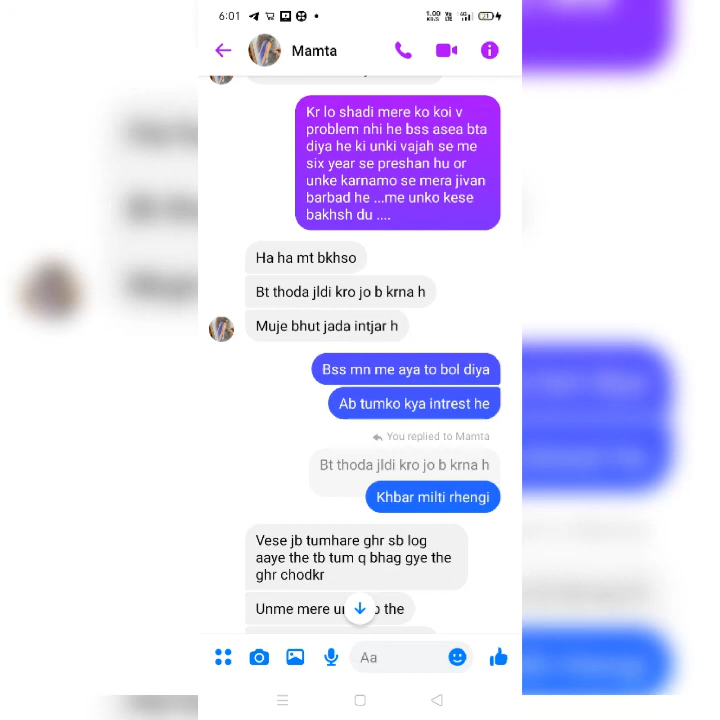 6:01
1.00 KB/S
4G
21
Mamta
Kr lo shadi mere ko koi v
problem nhi he bss asea bta
diya he ki unki vajah se me
six year se preshan hu or
unke karnamo se mera jivan
barbad he ...me unko kese
bakhsh du ....
Ha ha mt bkhso
Bt thoda jldi kro jo b krna h
Muje bhut jada intjar h
Bss mn me aya to bol diya
Ab tumko kya intrest he
You replied to Mamta
Bt thoda jldi kro jo b krna h
Khbar milti rhengi
Vese jb tumhare ghr sb log
aaye the tb tum q bhag gye the
ghr chodkr
Unme mere the
Aa